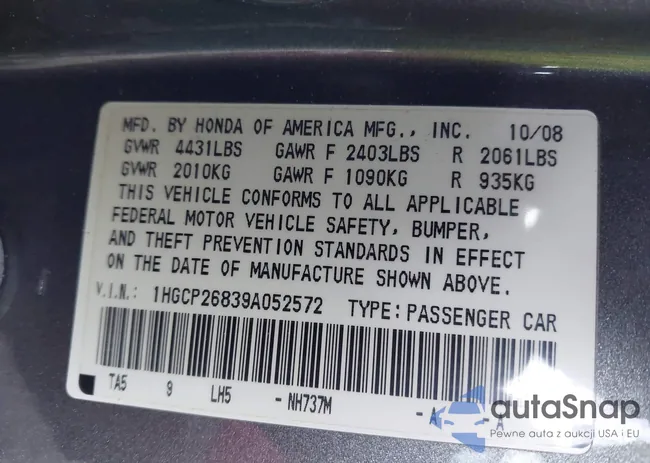 MFD. BY HONDA OF AMERICA MFG., INC. 10/08
GVWR 4431LBS GAWR F 2403LBS R 2061LBS
GVWR 2010KG GAWR F 1090KG R 935KG
THIS VEHICLE CONFORMS TO ALL APPLICABLE
FEDERAL MOTOR VEHICLE SAFETY, BUMPER,
AND THEFT PREVENTION STANDARDS IN EFFECT
ON THE DATE OF MANUFACTURE SHOWN ABOVE.
V.I.N.: 1HGCP26839A052572 TYPE: PASSENGER CAR
TA5 9 LH5 -NH737M -A A
autaSnap
Pewne auta z aukcji USA i EU